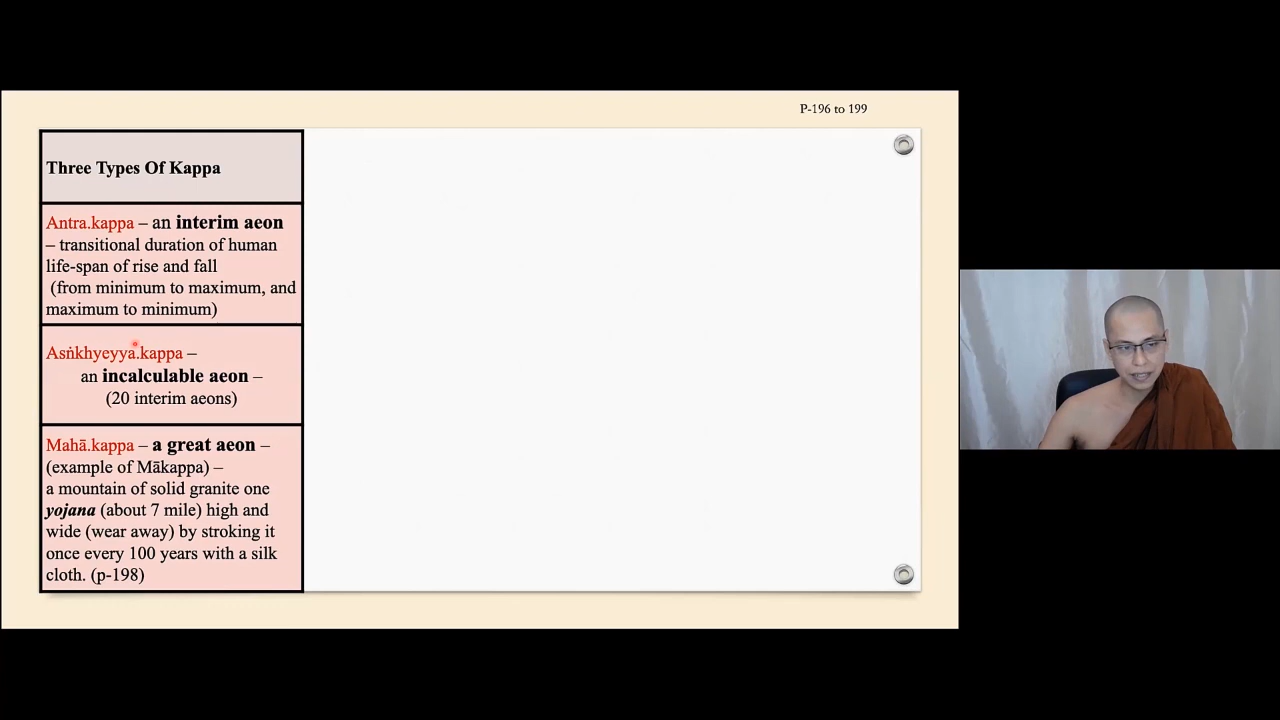 P-196 to 199
Three Types Of Kappa
Antra.kappa – an interim aeon
– transitional duration of human
life-span of rise and fall
(from minimum to maximum, and
maximum to minimum)
Asṅkhyeyya.kappa –
an incalculable aeon –
(20 interim aeons)
Mahā.kappa – a great aeon –
(example of Mākappa) –
a mountain of solid granite one
yojana (about 7 mile) high and
wide (wear away) by stroking it
once every 100 years with a silk
cloth. (p-198)